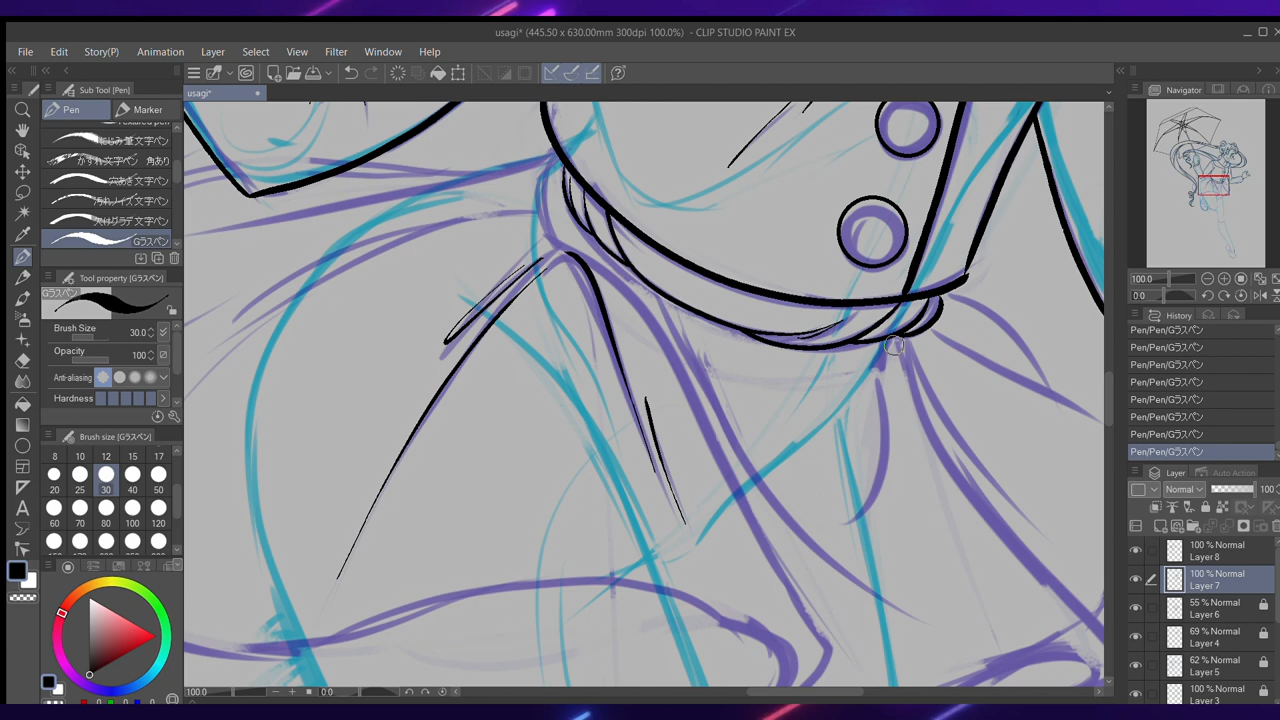 usagi* (445.50 x 630.00mm 300dpi 100.0%) - CLIP STUDIO PAINT EX
File Edit Story(P) Animation Layer Select View Filter Window Help
Sub Tool [Pen]
usagi*
Navigator
Pen Marker
Textured pen
にじみ筆文字ペン
かすれ文字ペン 角あり
穴あき文字ペン
汚れノイズ文字ペン
欠けグラデ文字ペン
Gラスペン
Tool property [Gラスペン]
Gラスペン
Brush Size 30.0
Opacity 100
Anti-aliasing
Hardness
Brush size [Gラスペン]
8 10 12 15 17
20 25 30 40 50
60 70 80 100 120
100.0
0.0
History
Pen/Pen/Gラスペン
Pen/Pen/Gラスペン
Pen/Pen/Gラスペン
Pen/Pen/Gラスペン
Pen/Pen/Gラスペン
Pen/Pen/Gラスペン
Pen/Pen/Gラスペン
Pen/Pen/Gラスペン
Layer Auto Action
Normal 100
100 % Normal
Layer 8
100 % Normal
Layer 7
55 % Normal
Layer 6
69 % Normal
Layer 4
62 % Normal
Layer 5
100 % Normal
Layer 3
100.0 0.0